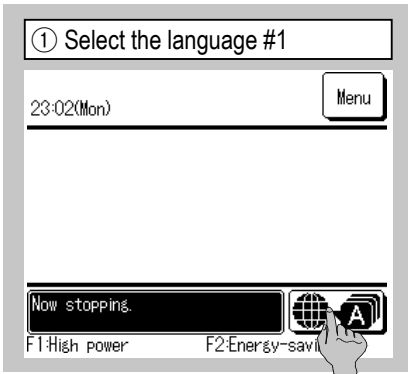 ① Select the language #1
Menu
23:02(Mon)
Now stopping.
A
F1:High power F2:Energy-savi